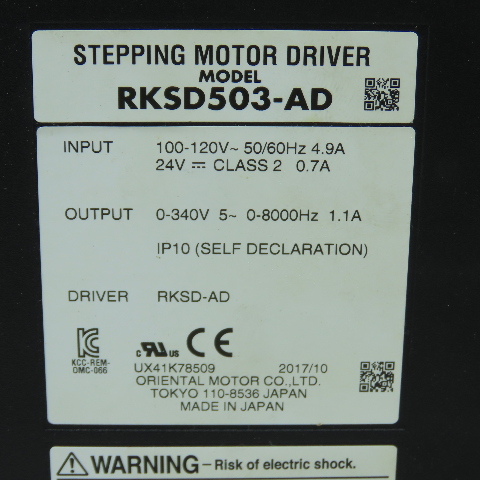 STEPPING MOTOR DRIVER
MODEL
RKSD503-AD
INPUT 100-120V~ 50/60Hz 4.9A
24V ⎓ CLASS 2 0.7A
OUTPUT 0-340V 5~ 0-8000Hz 1.1A
IP10 (SELF DECLARATION)
DRIVER RKSD-AD
KCC-REM-
OMC-066
c RU US CE
UX41K78509 2017/10
ORIENTAL MOTOR CO.,LTD.
TOKYO 110-8536 JAPAN
MADE IN JAPAN
WARNING – Risk of electric shock.